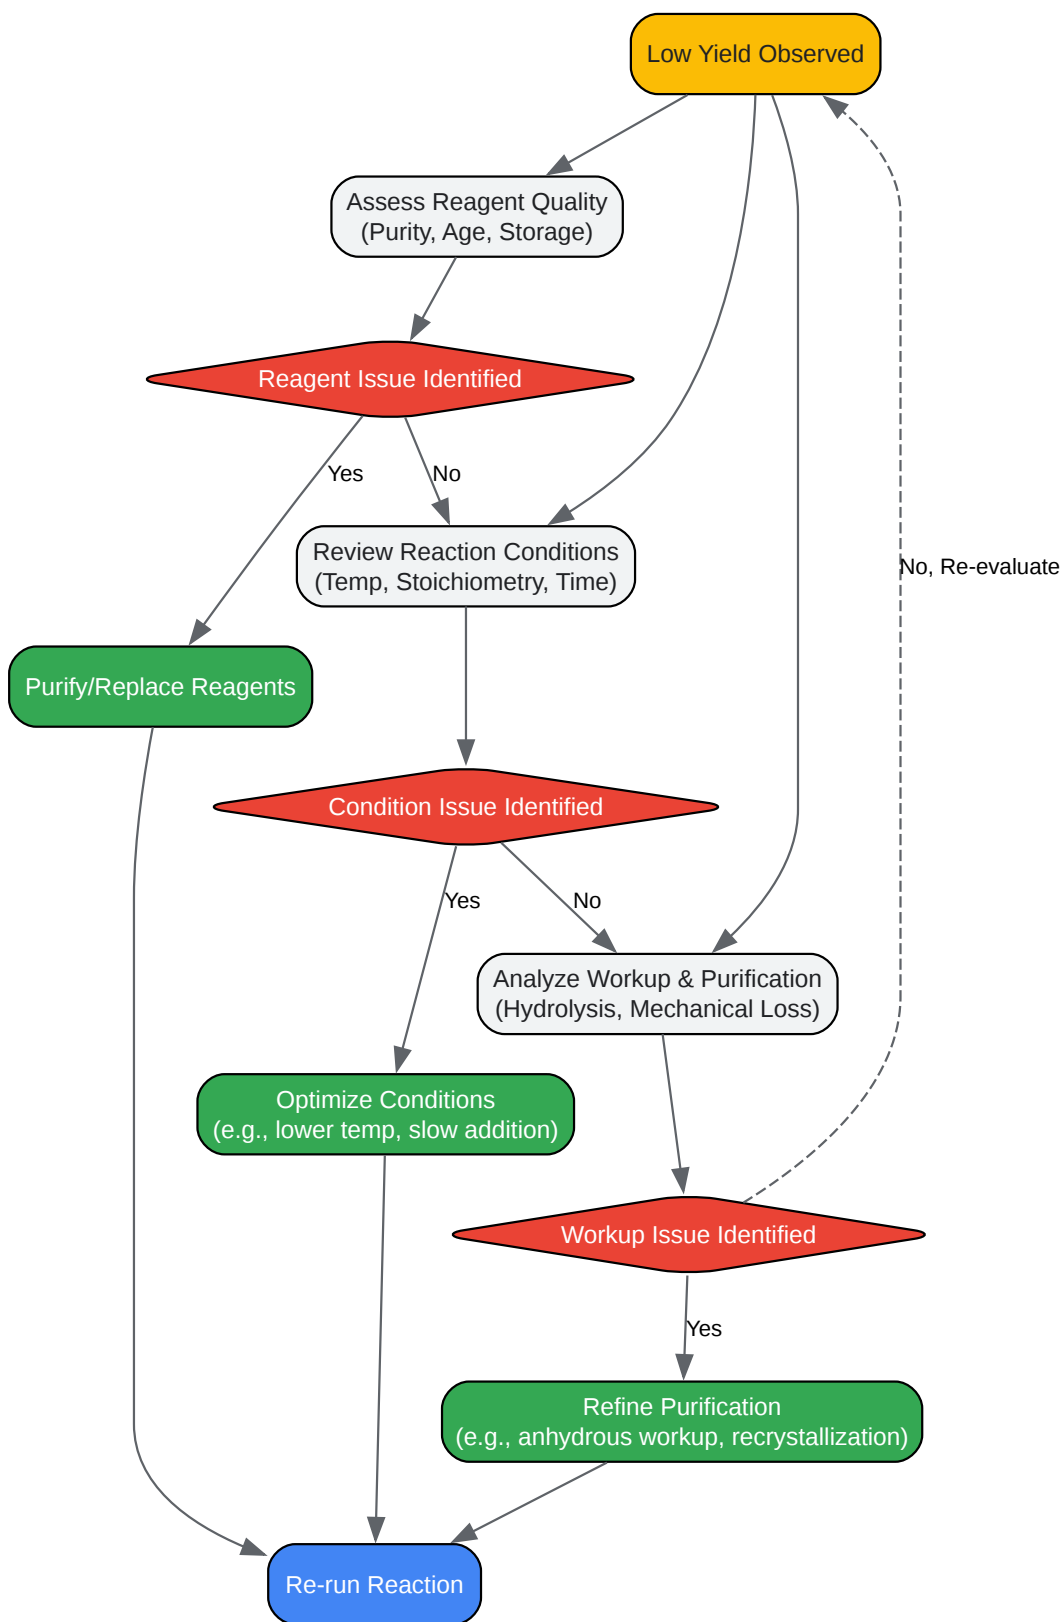 Low Yield Observed
Assess Reagent Quality
(Purity, Age, Storage)
Reagent Issue Identified
Yes
No
Review Reaction Conditions
(Temp, Stoichiometry, Time)
No, Re-evaluate
Purify/Replace Reagents
Condition Issue Identified
Yes
No
Analyze Workup & Purification
(Hydrolysis, Mechanical Loss)
Optimize Conditions
(e.g., lower temp, slow addition)
Workup Issue Identified
Yes
Refine Purification
(e.g., anhydrous workup, recrystallization)
Re-run Reaction